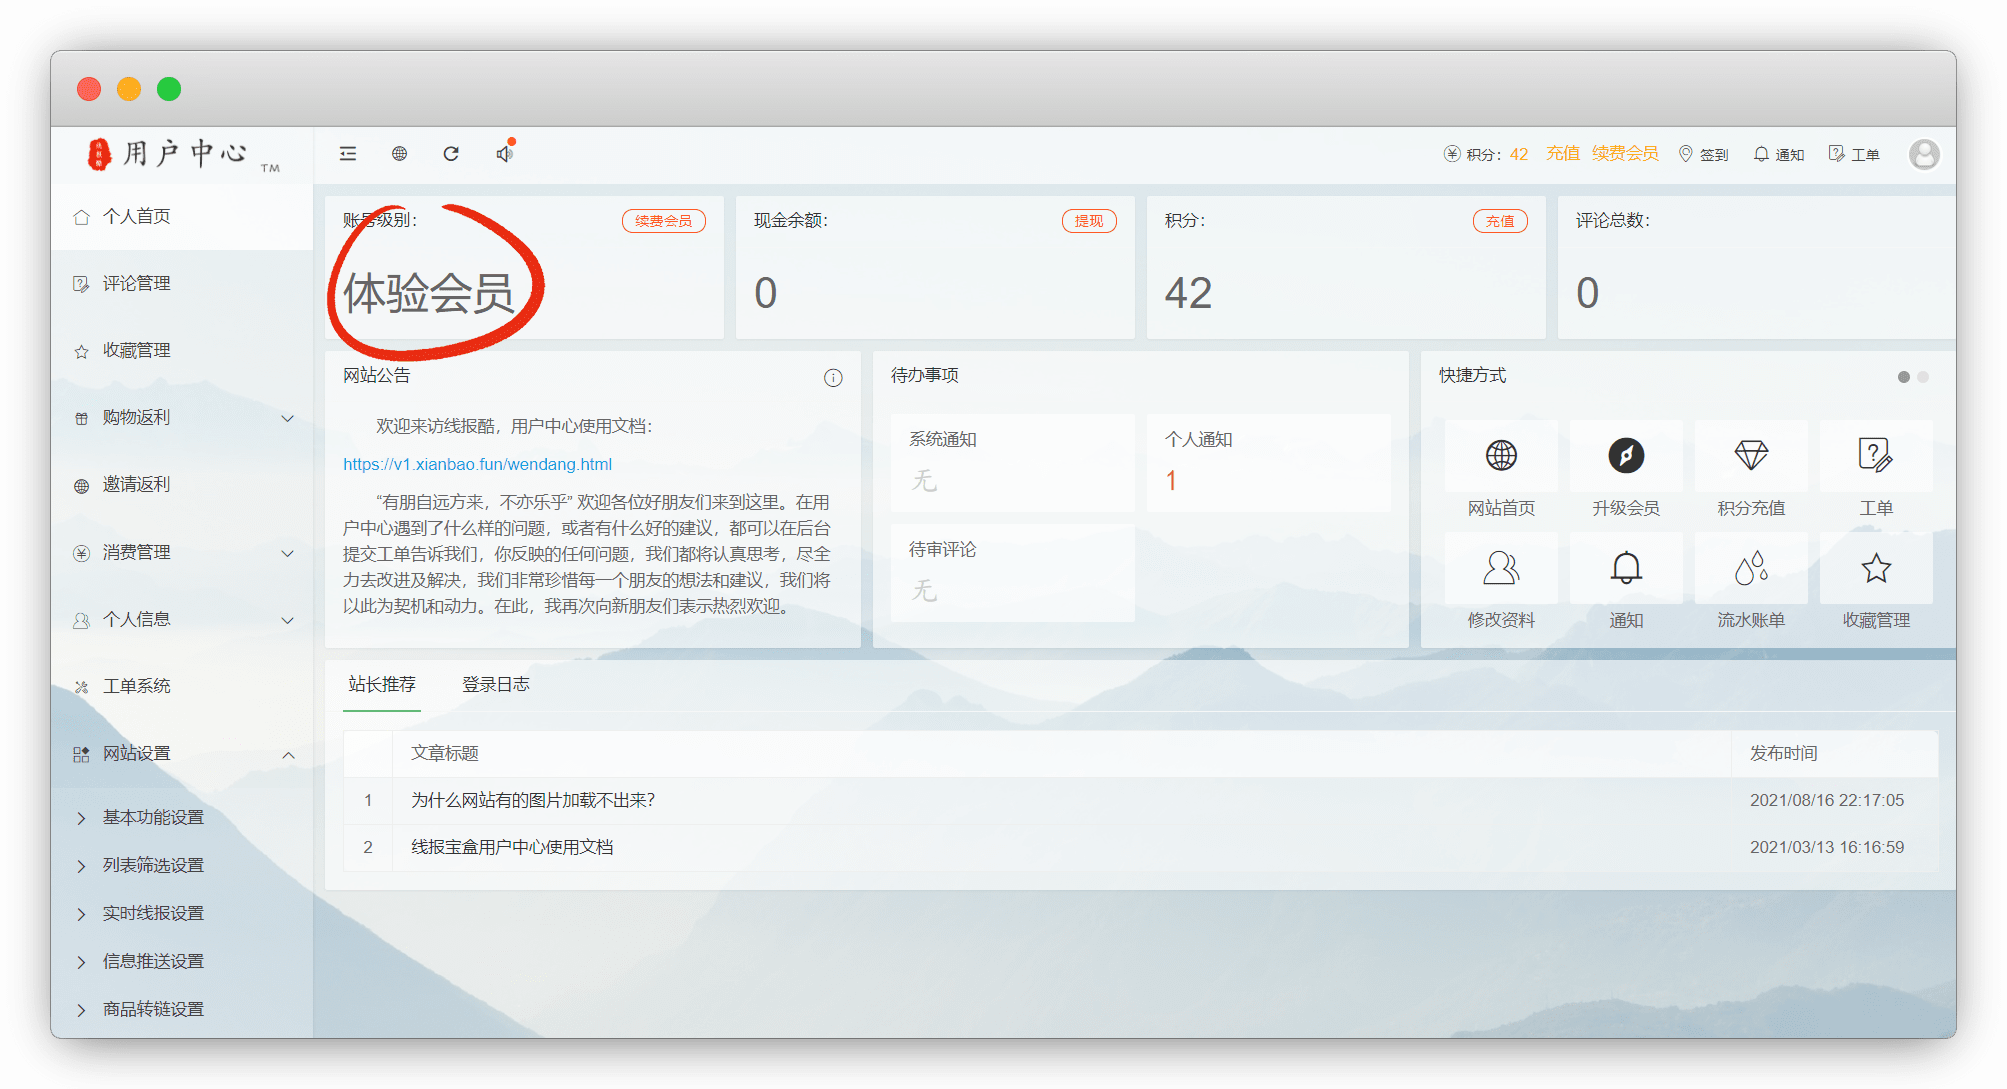 用户中心 TM
积分：42 充值 续费会员 签到 通知 工单
个人首页
评论管理
收藏管理
购物返利
邀请返利
消费管理
个人信息
工单系统
网站设置
基本功能设置
列表筛选设置
实时线报设置
信息推送设置
商品转链设置
账号级别： 续费会员
体验会员
现金余额： 提现
0
积分： 充值
42
评论总数：
0
网站公告
欢迎来访线报酷，用户中心使用文档：
https://v1.xianbao.fun/wendang.html
“有朋自远方来，不亦乐乎” 欢迎各位好朋友们来到这里。在用
户中心遇到了什么样的问题，或者有什么好的建议，都可以在后台
提交工单告诉我们，你反映的任何问题，我们都将认真思考，尽全
力去改进及解决，我们非常珍惜每一个朋友的想法和建议，我们将
以此为契机和动力。在此，我再次向新朋友们表示热烈欢迎。
待办事项
系统通知
无
个人通知
1
待审评论
无
快捷方式
网站首页 升级会员 积分充值 工单
修改资料 通知 流水账单 收藏管理
站长推荐 登录日志
文章标题 发布时间
1 为什么网站有的图片加载不出来？ 2021/08/16 22:17:05
2 线报宝盒用户中心使用文档 2021/03/13 16:16:59